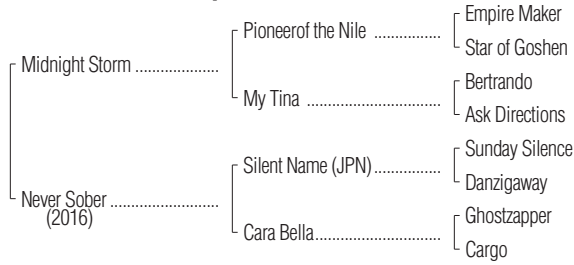 Empire Maker
Pioneerof the Nile ................
Star of Goshen
Midnight Storm ....................
Bertrando
My Tina ................................
Ask Directions
Sunday Silence
Silent Name (JPN)................
Danzigaway
Never Sober ..........................
(2016)
Ghostzapper
Cara Bella..............................
Cargo